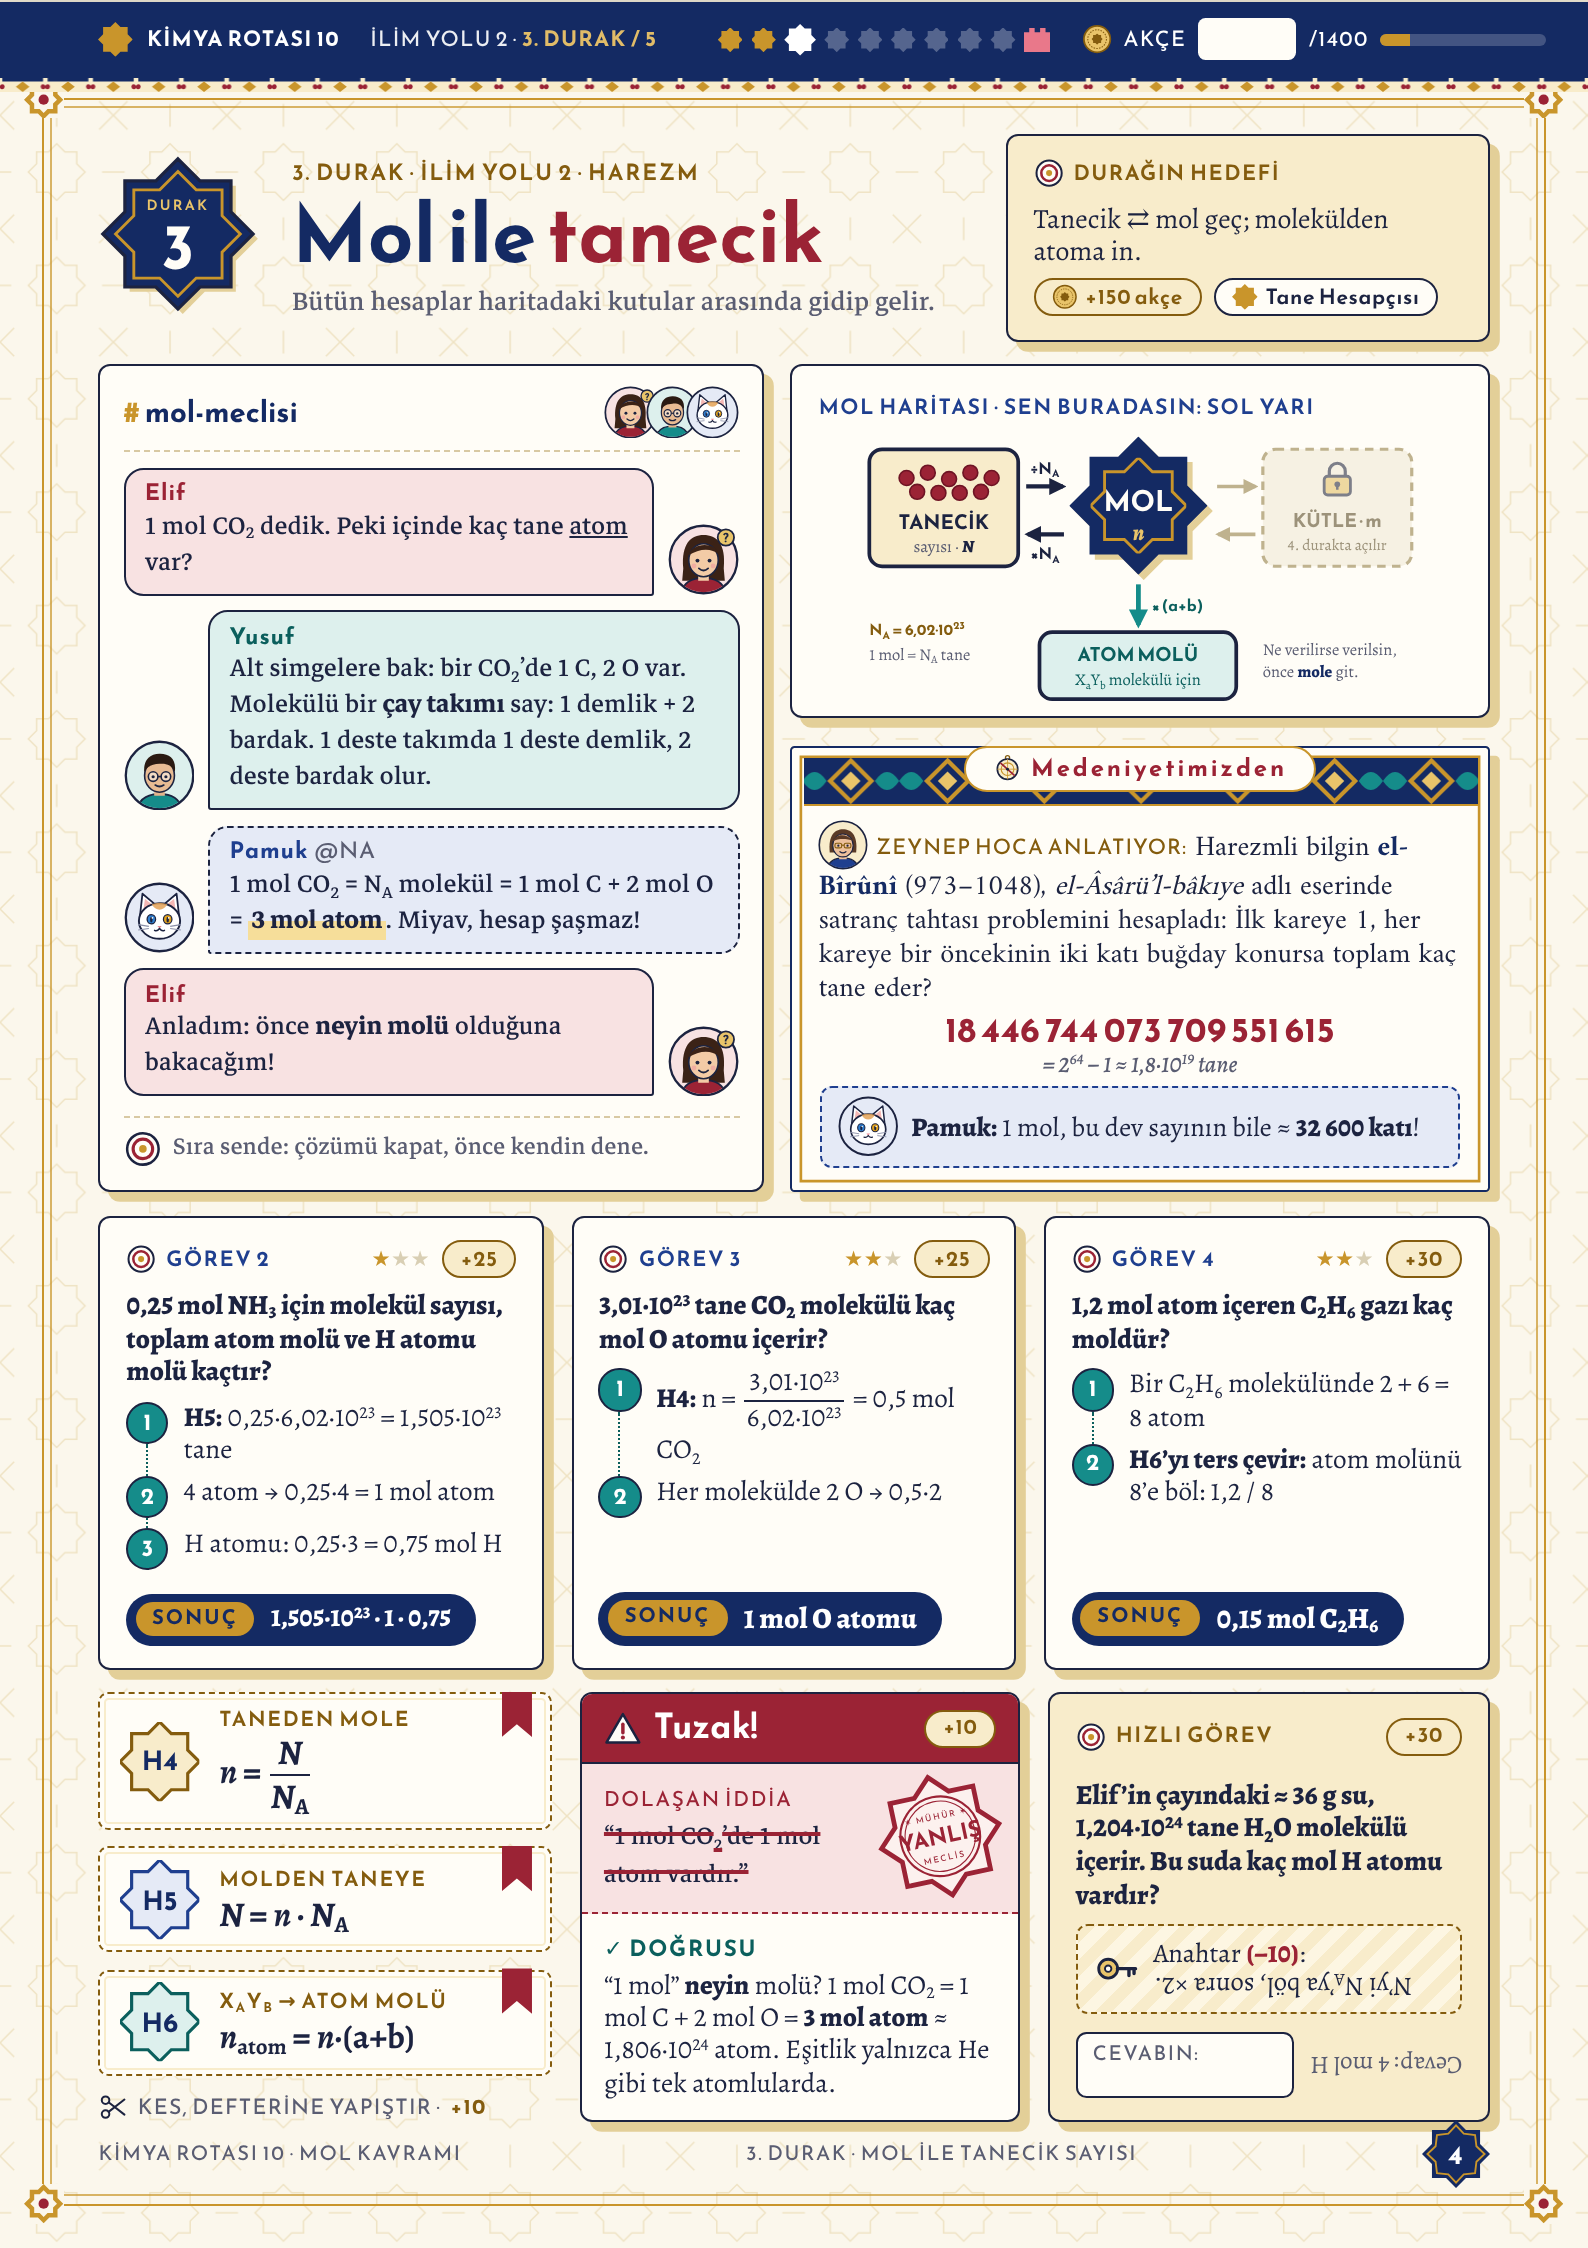 KİMYA ROTASI 10 İLİM YOLU 2 · 3. DURAK / 5 AKÇE /1400
DURAK
3
3. DURAK · İLİM YOLU 2 · HAREZM
Mol ile tanecik
Bütün hesaplar haritadaki kutular arasında gidip gelir.
DURAĞIN HEDEFİ
Tanecik ⇄ mol geç; molekülden
atoma in.
+150 akçe Tane Hesapçısı
# mol-meclisi
Elif
1 mol CO₂ dedik. Peki içinde kaç tane atom
var?
Yusuf
Alt simgelere bak: bir CO₂’de 1 C, 2 O var.
Molekülü bir çay takımı say: 1 demlik + 2
bardak. 1 deste takımda 1 deste demlik, 2
deste bardak olur.
Pamuk @NA
1 mol CO₂ = N_A molekül = 1 mol C + 2 mol O
= 3 mol atom. Miyav, hesap şaşmaz!
Elif
Anladım: önce neyin molü olduğuna
bakacağım!
Sıra sende: çözümü kapat, önce kendin dene.
MOL HARİTASI · SEN BURADASIN: SOL YARI
TANECİK
sayısı · N
÷N_A
×N_A
MOL
n
KÜTLE · m
4. durakta açılır
× (a+b)
N_A = 6,02·10²³
1 mol = N_A tane
ATOM MOLÜ
XₐY_b molekülü için
Ne verilirse verilsin,
önce mole git.
Medeniyetimizden
ZEYNEP HOCA ANLATIYOR: Harezmli bilgin el-
Bîrûnî (973–1048), el-Âsârü’l-bâkıye adlı eserinde
satranç tahtası problemini hesapladı: İlk kareye 1, her
kareye bir öncekinin iki katı buğday konursa toplam kaç
tane eder?
18 446 744 073 709 551 615
= 2⁶⁴ − 1 ≈ 1,8·10¹⁹ tane
Pamuk: 1 mol, bu dev sayının bile ≈ 32 600 katı!
GÖREV 2 ★★★ +25
0,25 mol NH₃ için molekül sayısı,
toplam atom molü ve H atomu
molü kaçtır?
1 H5: 0,25·6,02·10²³ = 1,505·10²³
tane
2 4 atom → 0,25·4 = 1 mol atom
3 H atomu: 0,25·3 = 0,75 mol H
SONUÇ 1,505·10²³ · 1 · 0,75
GÖREV 3 ★★★ +25
3,01·10²³ tane CO₂ molekülü kaç
mol O atomu içerir?
1 H4: n = 3,01·10²³ / 6,02·10²³ = 0,5 mol
CO₂
2 Her molekülde 2 O → 0,5·2
SONUÇ 1 mol O atomu
GÖREV 4 ★★★ +30
1,2 mol atom içeren C₂H₆ gazı kaç
moldür?
1 Bir C₂H₆ molekülünde 2 + 6 =
8 atom
2 H6’yı ters çevir: atom molünü
8’e böl: 1,2 / 8
SONUÇ 0,15 mol C₂H₆
H4
TANEDEN MOLE
n = N / N_A
H5
MOLDEN TANEYE
N = n · N_A
H6
X_AY_B → ATOM MOLÜ
n_atom = n·(a+b)
KES, DEFTERİNE YAPIŞTIR · +10
Tuzak! +10
DOLAŞAN İDDİA
“1 mol CO₂’de 1 mol
atom vardır.”
MÜHÜR
YANLIŞ
MECLİS
✓ DOĞRUSU
“1 mol” neyin molü? 1 mol CO₂ = 1
mol C + 2 mol O = 3 mol atom ≈
1,806·10²⁴ atom. Eşitlik yalnızca He
gibi tek atomlularda.
HIZLI GÖREV +30
Elif’in çayındaki ≈ 36 g su,
1,204·10²⁴ tane H₂O molekülü
içerir. Bu suda kaç mol H atomu
vardır?
Anahtar (−10):
N’yi N_A’ya böl, sonra ×2.
CEVABIN:
Cevap: 4 mol H
KİMYA ROTASI 10 · MOL KAVRAMI
3. DURAK · MOL İLE TANECİK SAYISI
4